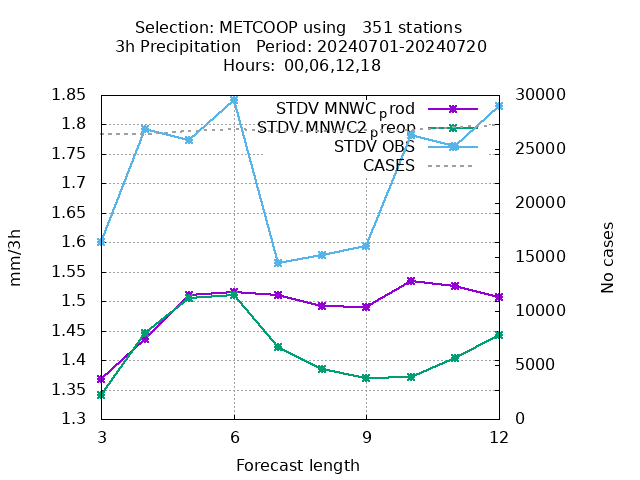 Selection: METCOOP using   351 stations
3h Precipitation   Period: 20240701-20240720
Hours:  00,06,12,18
STDV MNWC_prod
STDV MNWC2_preop
STDV OBS
CASES
1.85
1.8
1.75
1.7
1.65
1.6
1.55
1.5
1.45
1.4
1.35
1.3
30000
25000
20000
15000
10000
5000
0
mm/3h
No cases
3
6
9
12
Forecast length